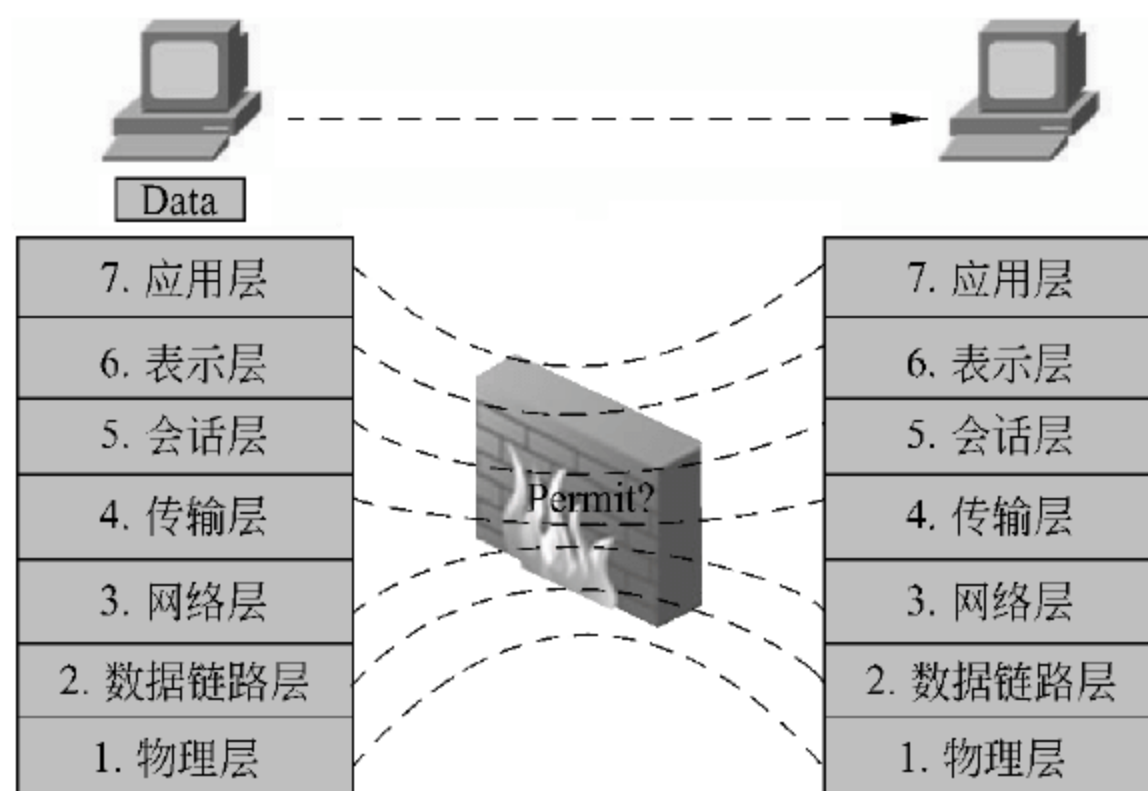 Data
7. 应用层
6. 表示层
5. 会话层
4. 传输层
3. 网络层
2. 数据链路层
1. 物理层
Permit?
7. 应用层
6. 表示层
5. 会话层
4. 传输层
3. 网络层
2. 数据链路层
1. 物理层